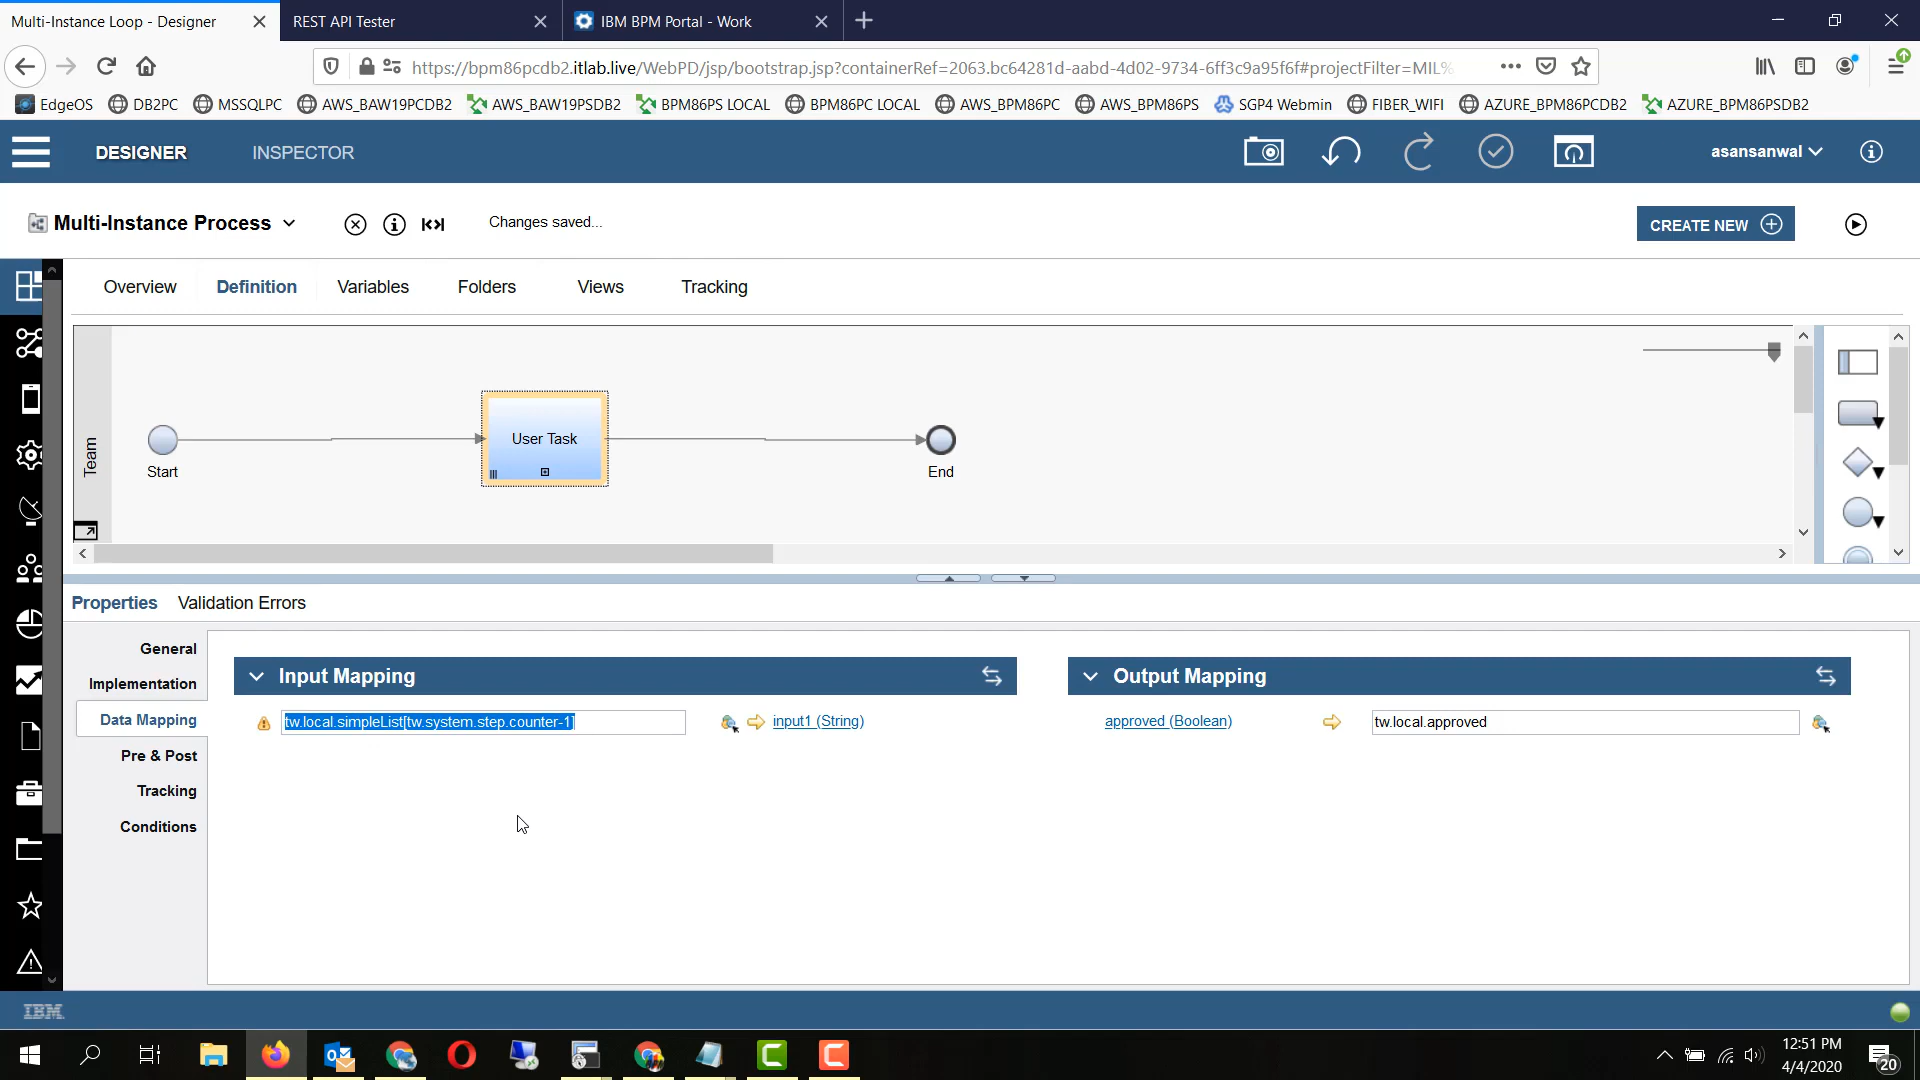 Multi-Instance Loop - Designer
REST API Tester
IBM BPM Portal - Work
https://bpm86pcdb2.itlab.live/WebPD/jsp/bootstrap.jsp?containerRef=2063.bc64281d-aabd-4d02-9734-6ff3c9a95f6f#projectFilter=MIL%
EdgeOS
DB2PC
MSSQLPC
AWS_BAW19PCDB2
AWS_BAW19PSDB2
BPM86PS LOCAL
BPM86PC LOCAL
AWS_BPM86PC
AWS_BPM86PS
SGP4 Webmin
FIBER_WIFI
AZURE_BPM86PCDB2
AZURE_BPM86PSDB2
DESIGNER
INSPECTOR
asansanwal
Multi-Instance Process
Changes saved...
CREATE NEW
Overview
Definition
Variables
Folders
Views
Tracking
Team
Start
User Task
End
Properties
Validation Errors
General
Implementation
Data Mapping
Pre & Post
Tracking
Conditions
Input Mapping
tw.local.simpleList[tw.system.step.counter-1]
input1 (String)
Output Mapping
approved (Boolean)
tw.local.approved
IBM
12:51 PM
4/4/2020
20